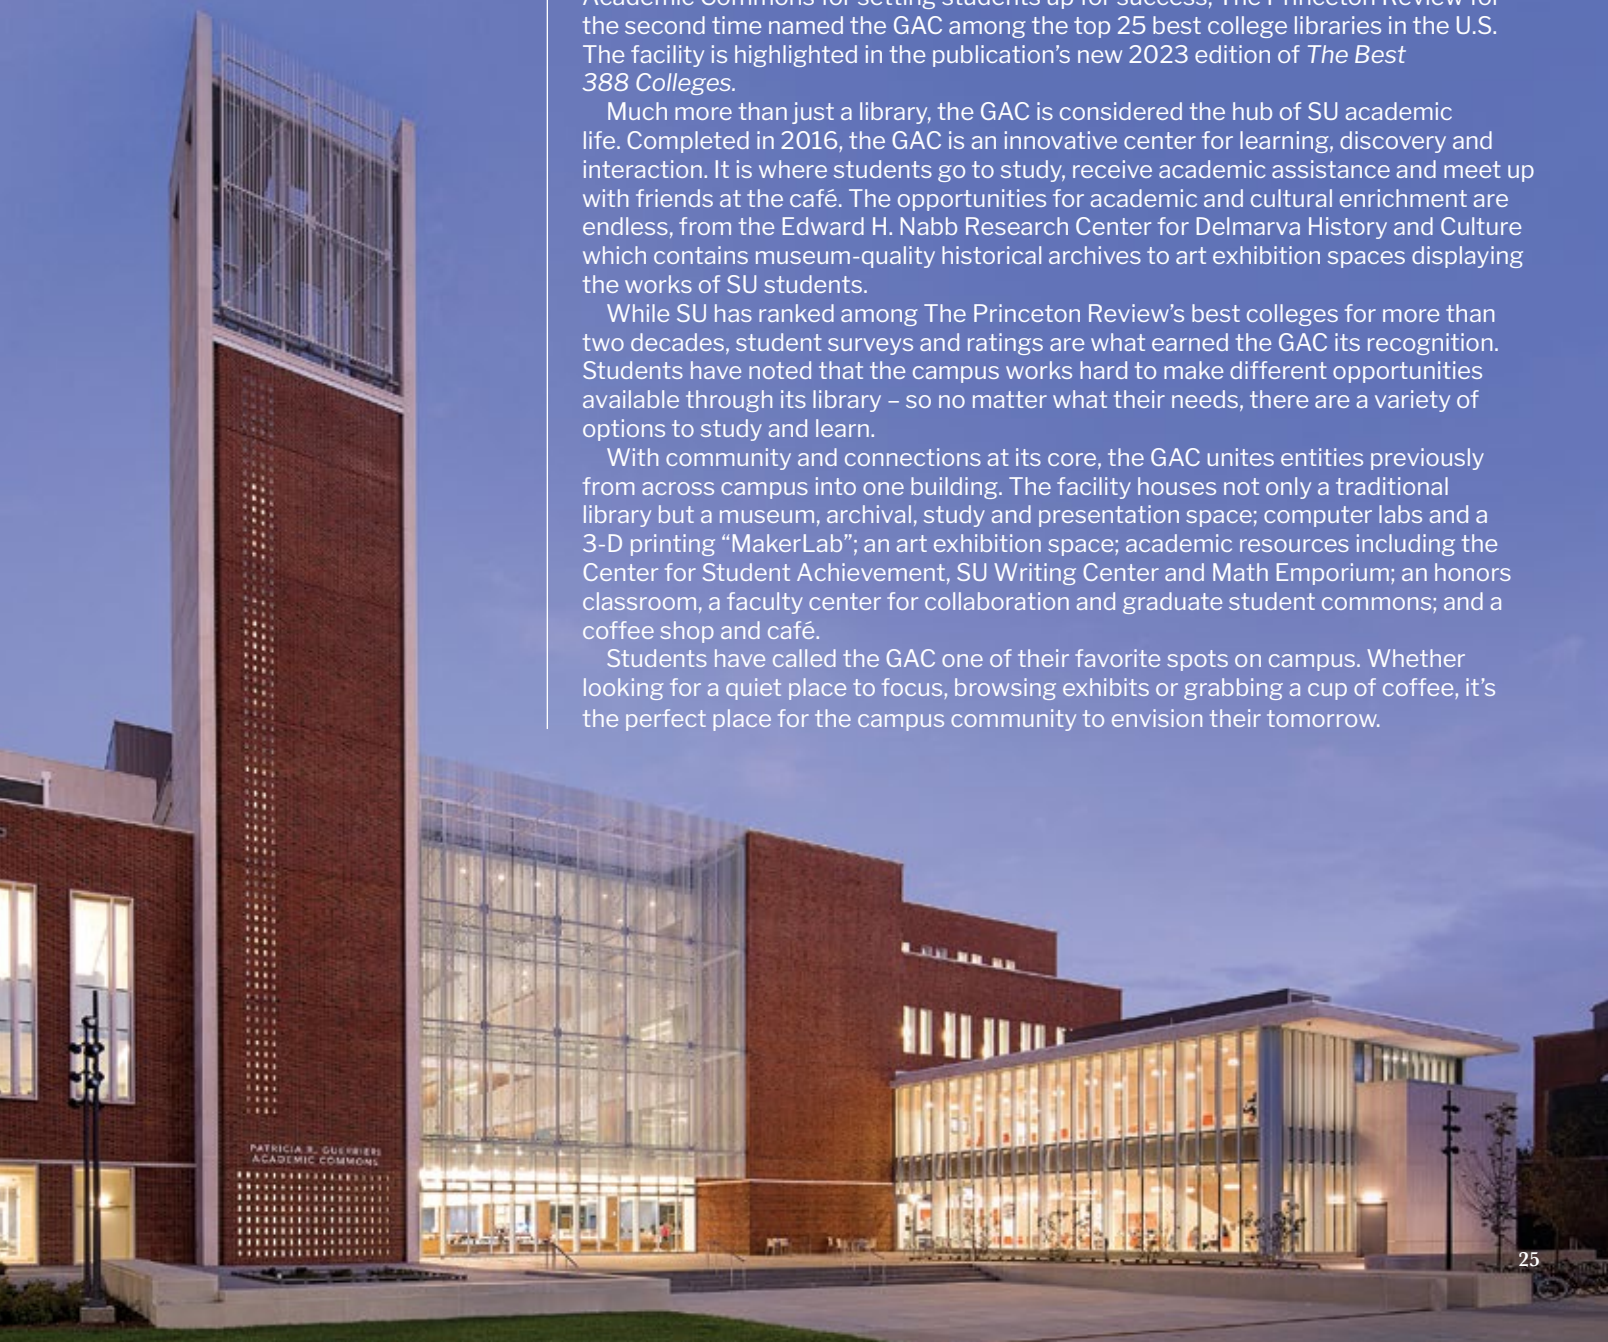 Academic Commons for setting students up for success, The Princeton Review for
the second time named the GAC among the top 25 best college libraries in the U.S.
The facility is highlighted in the publication’s new 2023 edition of The Best
388 Colleges.
Much more than just a library, the GAC is considered the hub of SU academic
life. Completed in 2016, the GAC is an innovative center for learning, discovery and
interaction. It is where students go to study, receive academic assistance and meet up
with friends at the café. The opportunities for academic and cultural enrichment are
endless, from the Edward H. Nabb Research Center for Delmarva History and Culture
which contains museum-quality historical archives to art exhibition spaces displaying
the works of SU students.
While SU has ranked among The Princeton Review’s best colleges for more than
two decades, student surveys and ratings are what earned the GAC its recognition.
Students have noted that the campus works hard to make different opportunities
available through its library – so no matter what their needs, there are a variety of
options to study and learn.
With community and connections at its core, the GAC unites entities previously
from across campus into one building. The facility houses not only a traditional
library but a museum, archival, study and presentation space; computer labs and a
3-D printing “MakerLab”; an art exhibition space; academic resources including the
Center for Student Achievement, SU Writing Center and Math Emporium; an honors
classroom, a faculty center for collaboration and graduate student commons; and a
coffee shop and café.
Students have called the GAC one of their favorite spots on campus. Whether
looking for a quiet place to focus, browsing exhibits or grabbing a cup of coffee, it’s
the perfect place for the campus community to envision their tomorrow.
PATRICIA R. GUERRIERI
ACADEMIC COMMONS
25